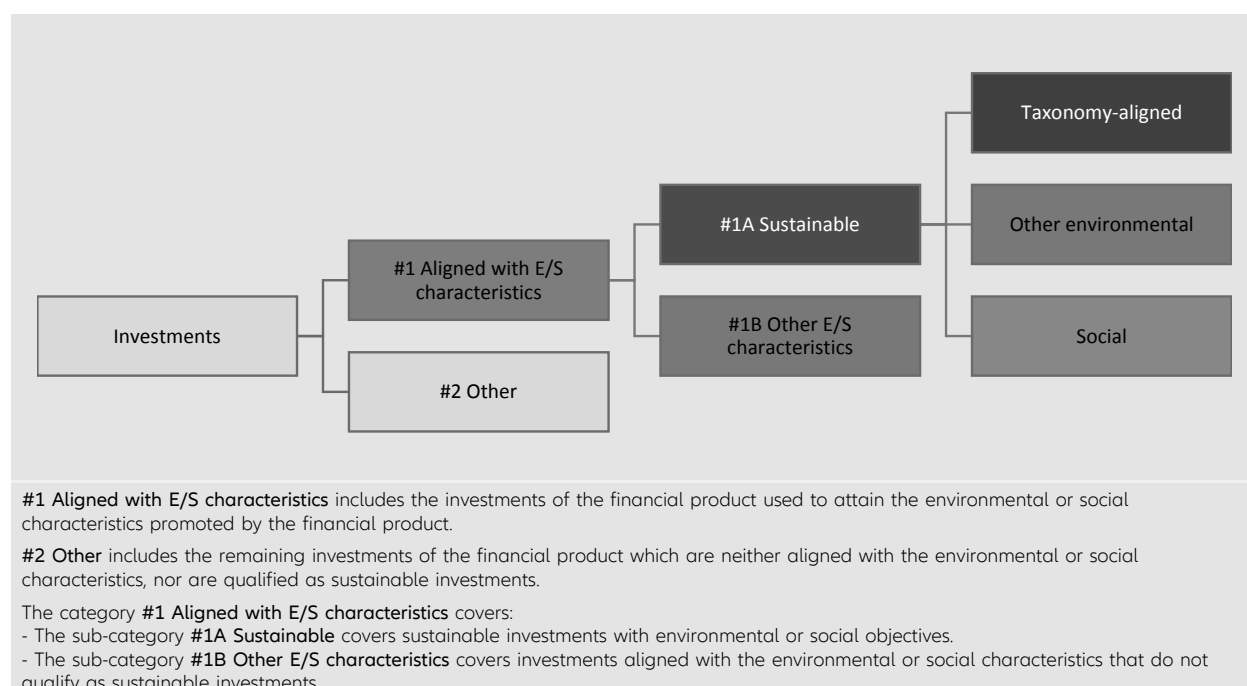 Taxonomy-aligned
#1A Sustainable
Other environmental
#1 Aligned with E/S
characteristics
Investments
#1B Other E/S
characteristics
Social
#2 Other
#1 Aligned with E/S characteristics includes the investments of the financial product used to attain the environmental or social
characteristics promoted by the financial product.
#2 Other includes the remaining investments of the financial product which are neither aligned with the environmental or social
characteristics, nor are qualified as sustainable investments.
The category #1 Aligned with E/S characteristics covers:
- The sub-category #1A Sustainable covers sustainable investments with environmental or social objectives.
- The sub-category #1B Other E/S characteristics covers investments aligned with the environmental or social characteristics that do not
qualify as sustainable investments.